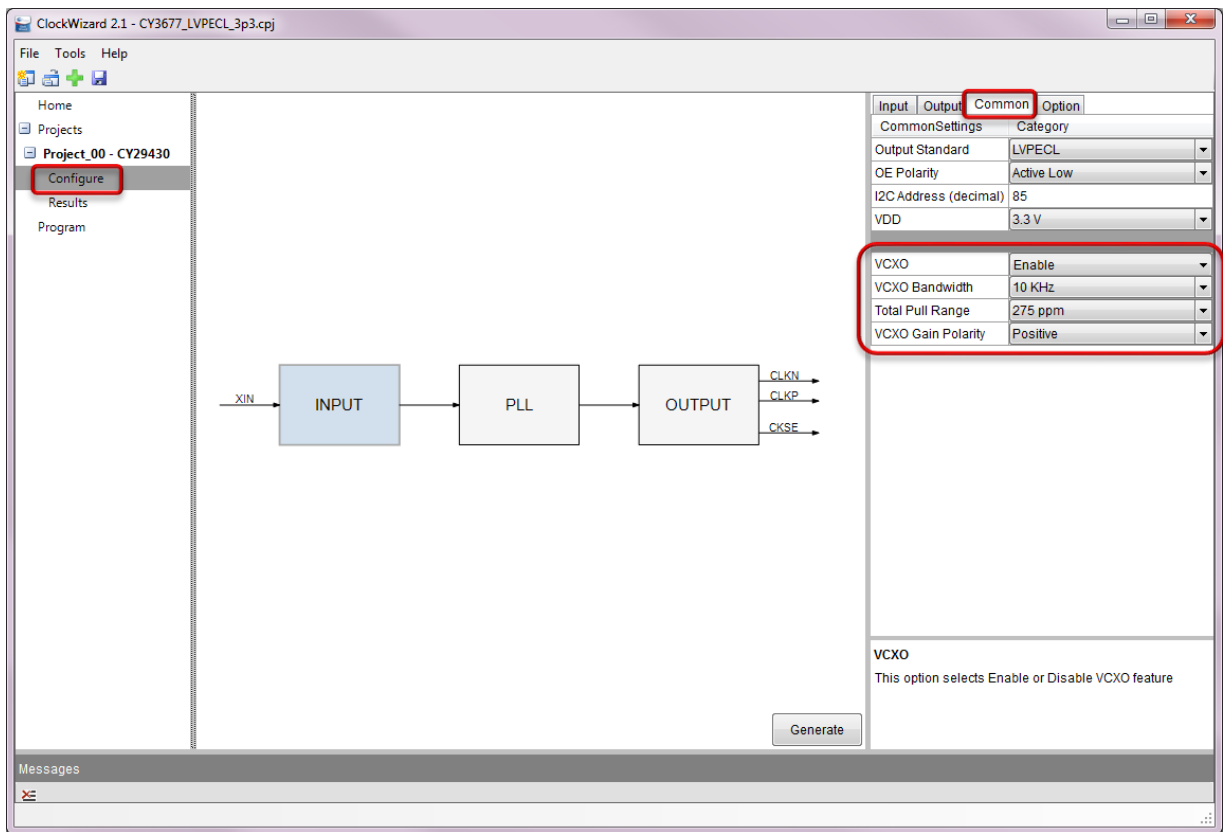 ClockWizard 2.1 - CY3677_LVPECL_3p3.cpj
File Tools Help
Home
Projects
Project_00 - CY29430
Configure
Results
Program
XIN
INPUT
PLL
OUTPUT
CLKN
CLKP
CKSE
Generate
Input Output Common Option
CommonSettings Category
Output Standard LVPECL
OE Polarity Active Low
I2C Address (decimal) 85
VDD 3.3 V
VCXO Enable
VCXO Bandwidth 10 KHz
Total Pull Range 275 ppm
VCXO Gain Polarity Positive
VCXO
This option selects Enable or Disable VCXO feature
Messages